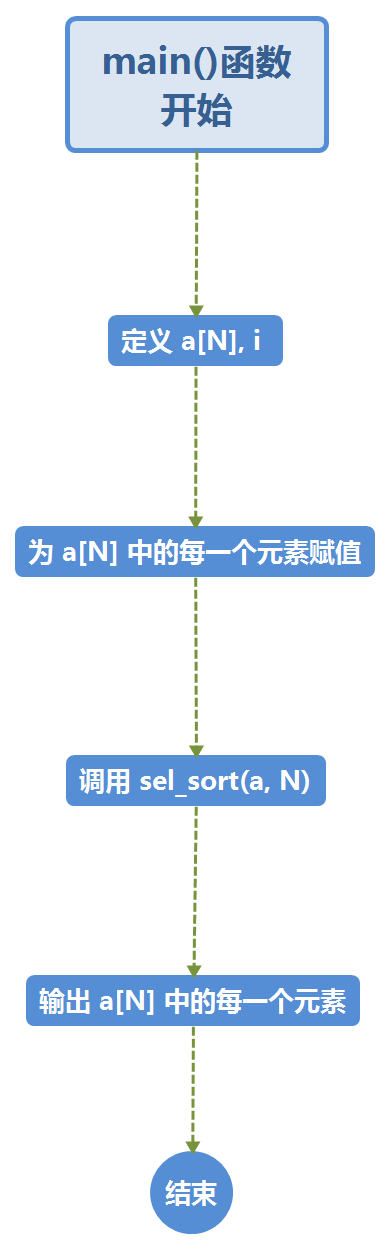 main()函数
开始
定义 a[N], i
为 a[N] 中的每一个元素赋值
调用 sel_sort(a, N)
输出 a[N] 中的每一个元素
结束